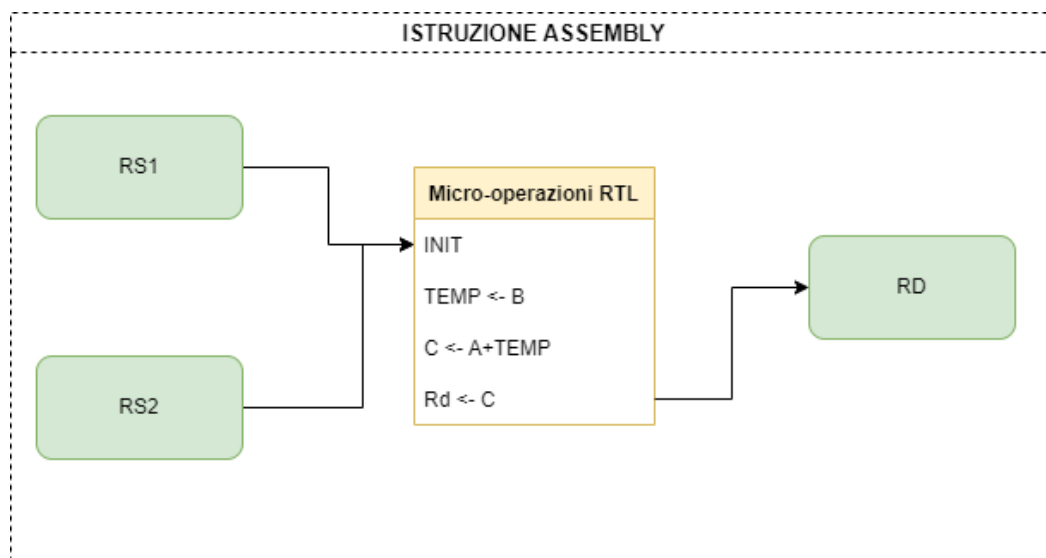 ISTRUZIONE ASSEMBLY
RS1
RS2
Micro-operazioni RTL
INIT
TEMP <- B
C <- A+TEMP
Rd <- C
RD